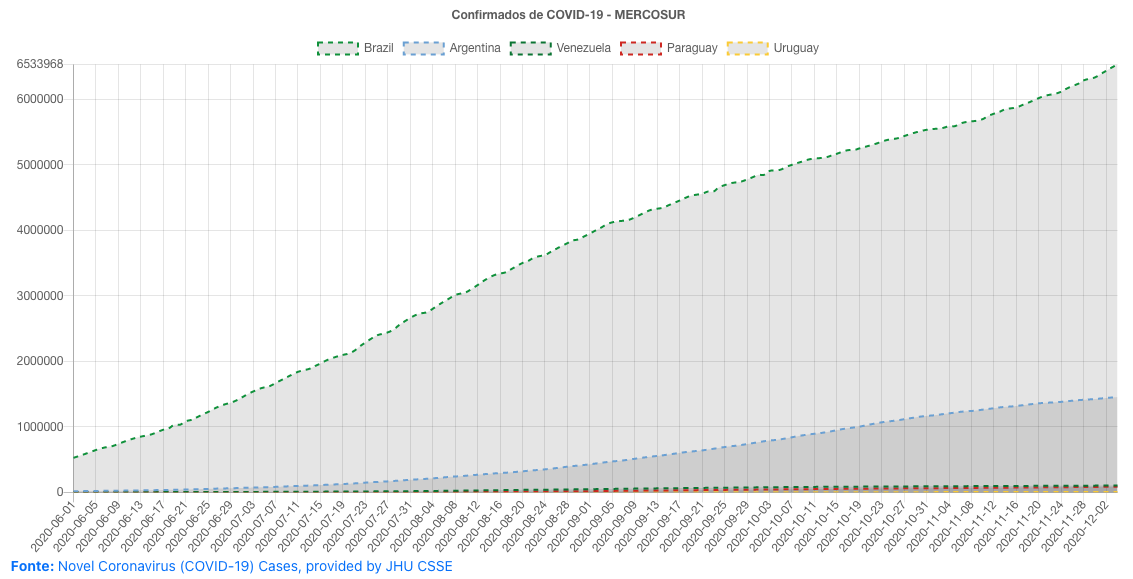 Confirmados de COVID-19 - MERCOSUR
Brazil Argentina Venezuela Paraguay Uruguay
6533968
6000000
5000000
4000000
3000000
2000000
1000000
0
2020-06-01 2020-06-05 2020-06-09 2020-06-13 2020-06-17 2020-06-21 2020-06-25 2020-06-29 2020-07-03 2020-07-07 2020-07-11 2020-07-15 2020-07-19 2020-07-23 2020-07-27 2020-07-31 2020-08-04 2020-08-08 2020-08-12 2020-08-16 2020-08-20 2020-08-24 2020-08-28 2020-09-01 2020-09-05 2020-09-09 2020-09-13 2020-09-17 2020-09-21 2020-09-25 2020-09-29 2020-10-03 2020-10-07 2020-10-11 2020-10-15 2020-10-19 2020-10-23 2020-10-27 2020-10-31 2020-11-04 2020-11-08 2020-11-12 2020-11-16 2020-11-20 2020-11-24 2020-11-28 2020-12-02
Fonte: Novel Coronavirus (COVID-19) Cases, provided by JHU CSSE